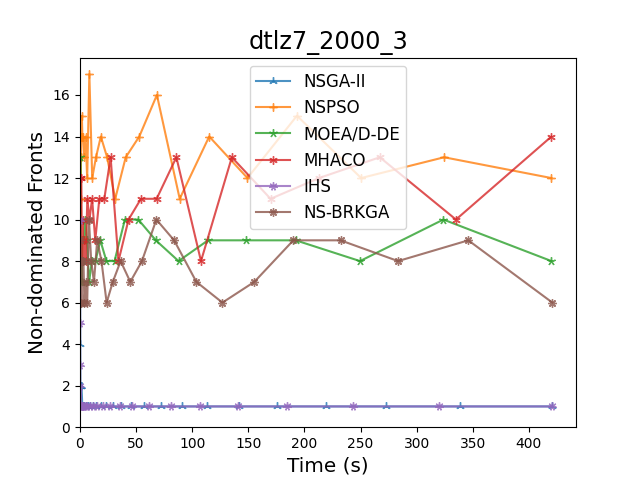 dtlz7_2000_3
Non-dominated Fronts
16
14
12
10
8
6
4
2
0
NSGA-II
NSPSO
MOEA/D-DE
MHACO
IHS
NS-BRKGA
0 50 100 150 200 250 300 350 400
Time (s)